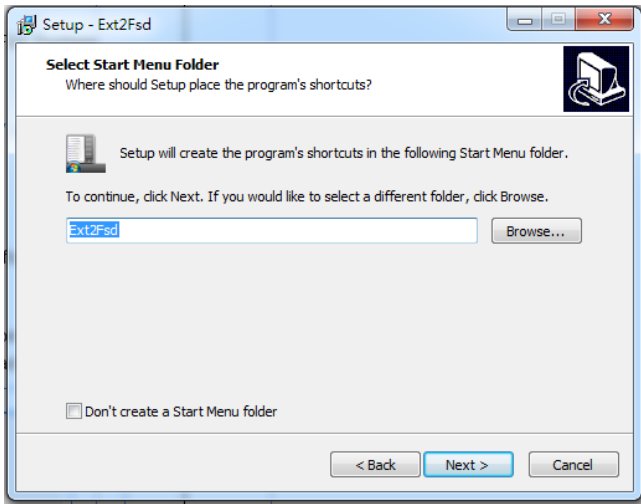 Setup - Ext2Fsd
Select Start Menu Folder
Where should Setup place the program's shortcuts?
Setup will create the program's shortcuts in the following Start Menu folder.
To continue, click Next. If you would like to select a different folder, click Browse.
Ext2Fsd
Browse...
Don't create a Start Menu folder
< Back
Next >
Cancel